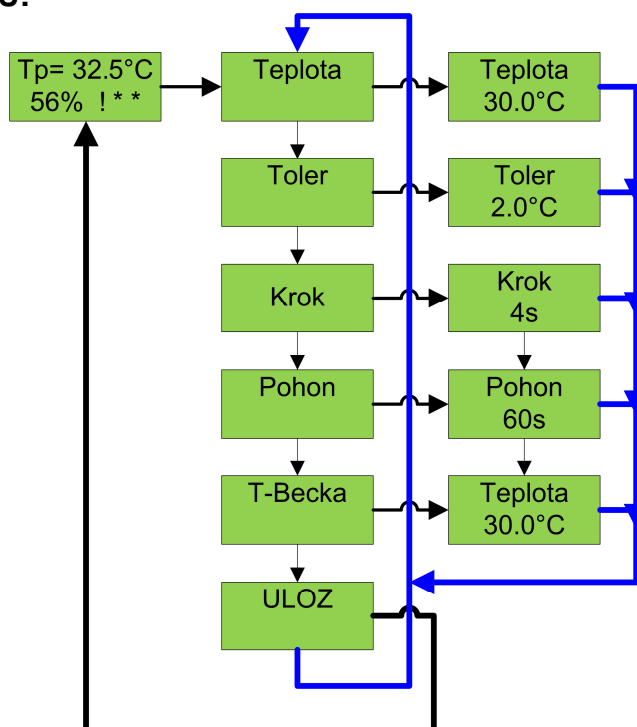 Tp= 32.5°C
56% ! * *
Teplota
Teplota
30.0°C
Toler
Toler
2.0°C
Krok
Krok
4s
Pohon
Pohon
60s
T-Becka
Teplota
30.0°C
ULOZ